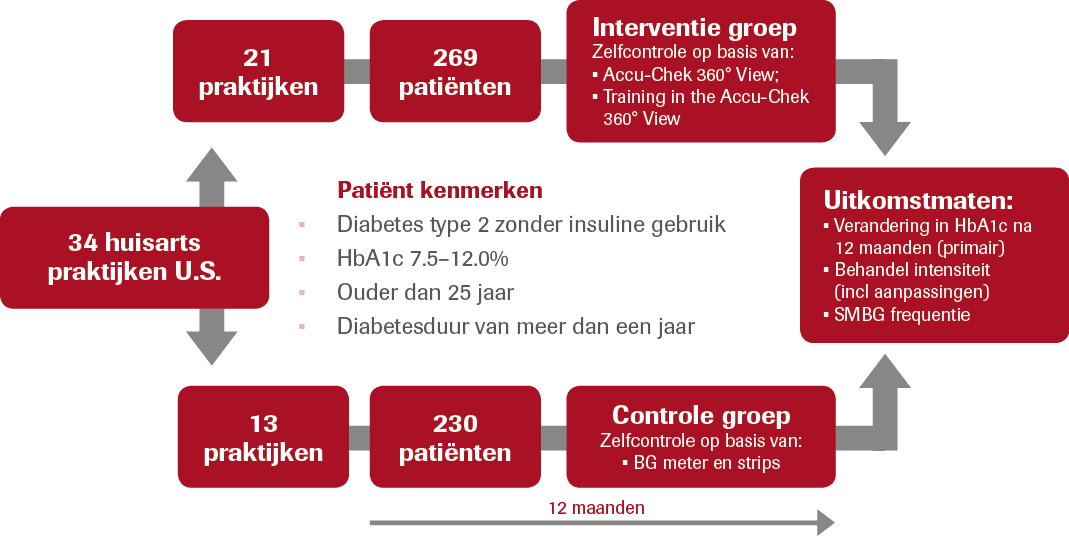 21
praktijken
269
patiënten
Interventie groep
Zelfcontrole op basis van:
▪ Accu-Chek 360° View;
▪ Training in the Accu-Chek
360° View
34 huisarts
praktijken U.S.
Patiënt kenmerken
▪ Diabetes type 2 zonder insuline gebruik
▪ HbA1c 7.5–12.0%
▪ Ouder dan 25 jaar
▪ Diabetesduur van meer dan een jaar
Uitkomstmaten:
▪ Verandering in HbA1c na
12 maanden (primair)
▪ Behandel intensiteit
(incl aanpassingen)
▪ SMBG frequentie
13
praktijken
230
patiënten
Controle groep
Zelfcontrole op basis van:
▪ BG meter en strips
12 maanden